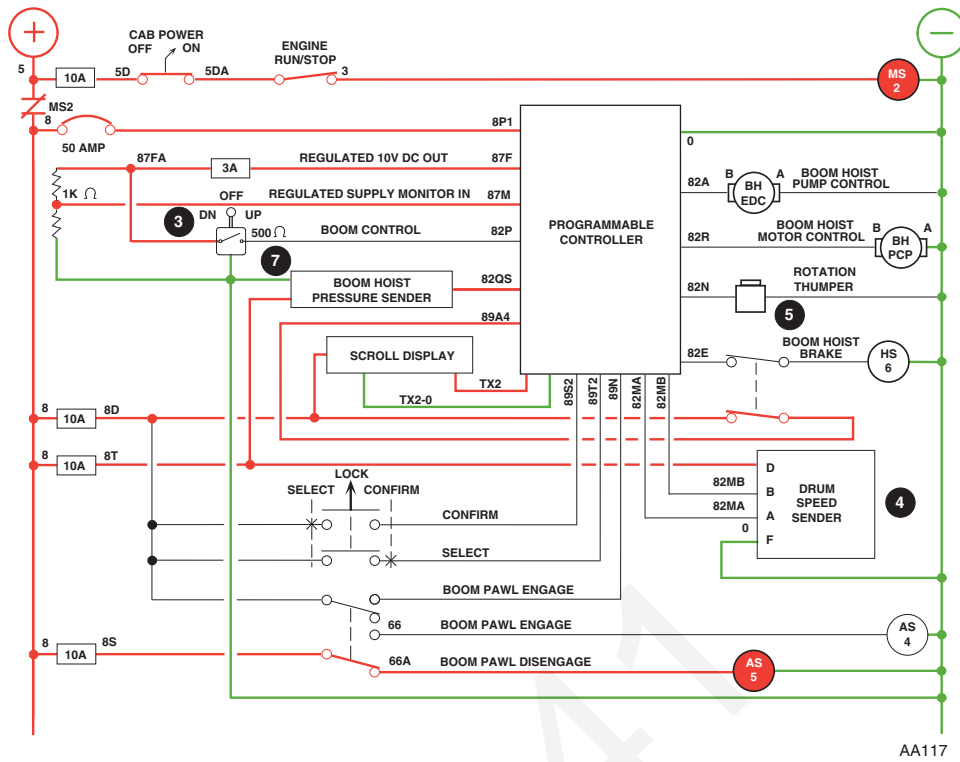 +
−
CAB POWER
OFF ON
ENGINE
RUN/STOP
5
10A
5D
5DA
3
MS
2
MS2
8
50 AMP
8P1
0
87FA
3A
REGULATED 10V DC OUT
87F
1K Ω
REGULATED SUPPLY MONITOR IN
87M
OFF
3
DN UP
500 Ω
BOOM CONTROL
82P
7
PROGRAMMABLE
CONTROLLER
82A
B
BH
EDC
A
BOOM HOIST
PUMP CONTROL
82R
BOOM HOIST
MOTOR CONTROL
B
BH
PCP
A
BOOM HOIST
PRESSURE SENDER
82QS
82N
ROTATION
THUMPER
5
89A4
SCROLL DISPLAY
TX2
TX2-0
82E
BOOM HOIST
BRAKE
HS
6
89S2
89T2
89N
82MA
82MB
8
10A
8D
8
10A
8T
LOCK
SELECT CONFIRM
CONFIRM
SELECT
82MB
82MA
0
D
B
A
F
DRUM
SPEED
SENDER
4
BOOM PAWL ENGAGE
66
BOOM PAWL ENGAGE
AS
4
8
10A
8S
66A
BOOM PAWL DISENGAGE
AS
5
41
AA117